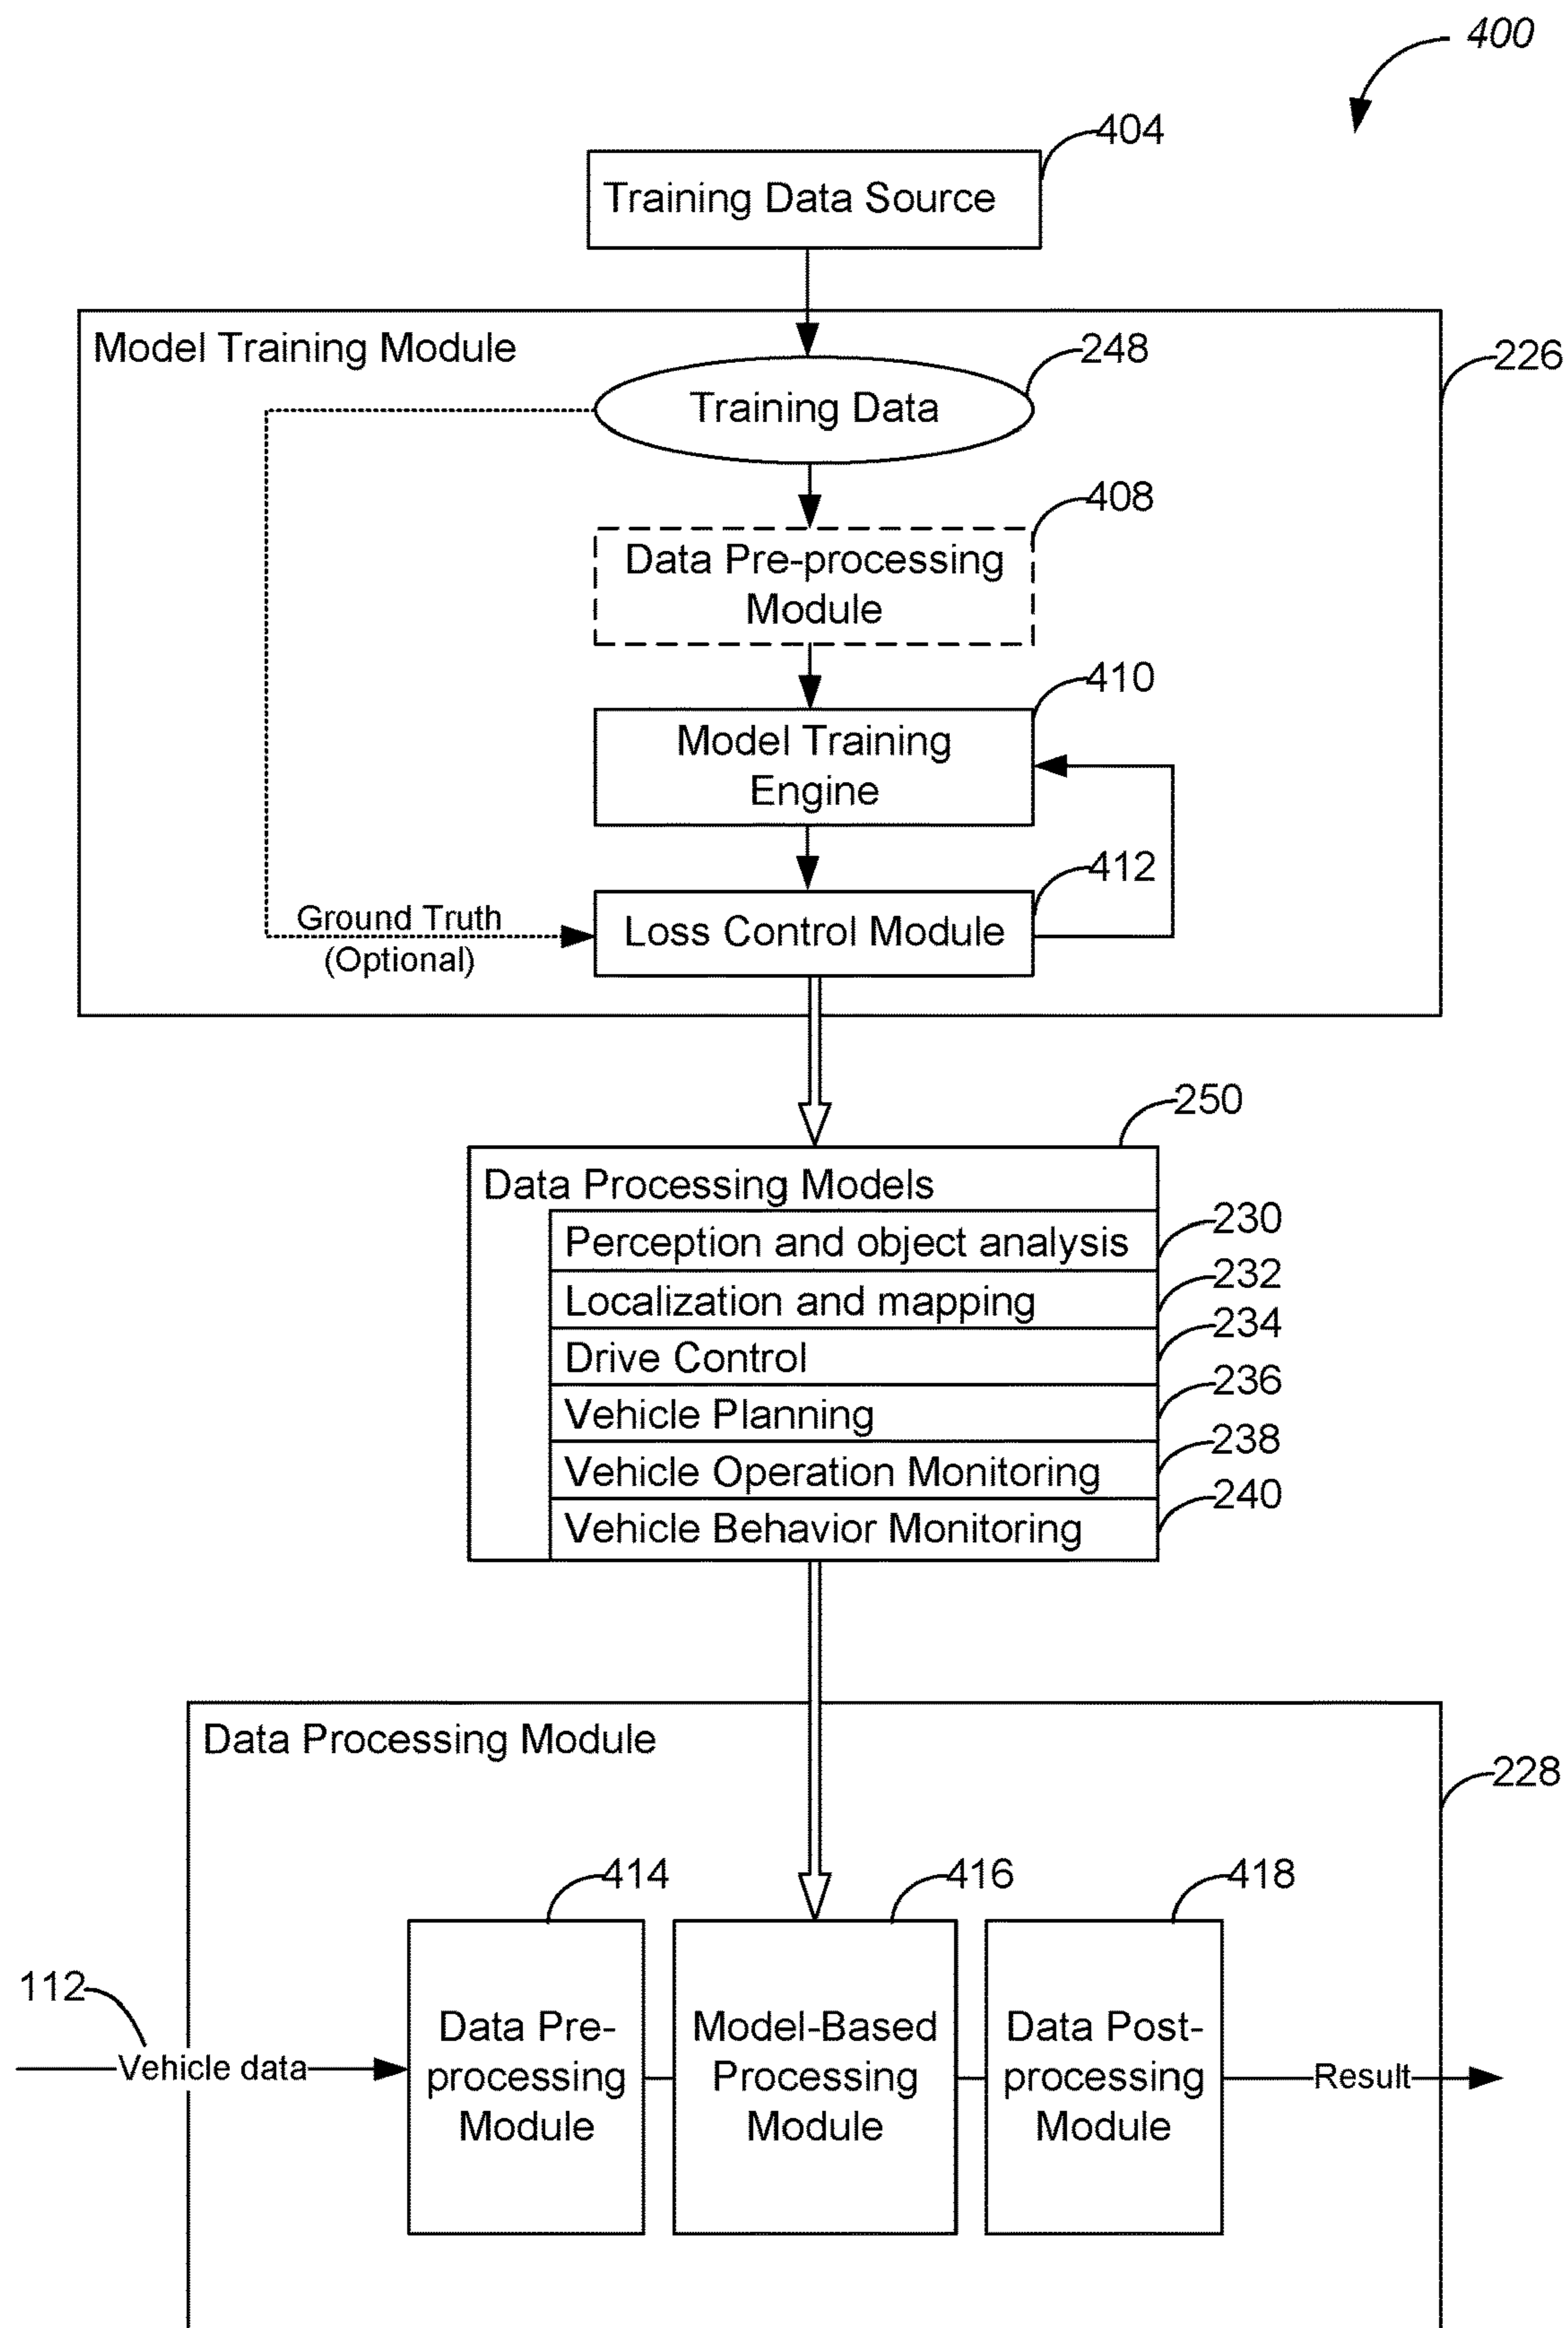 400
404
Training Data Source
Model Training Module
248
226
Training Data
408
Data Pre-processing
Module
410
Model Training
Engine
412
Ground Truth
(Optional)
Loss Control Module
250
Data Processing Models
230
Perception and object analysis
232
Localization and mapping
234
Drive Control
236
Vehicle Planning
238
Vehicle Operation Monitoring
240
Vehicle Behavior Monitoring
Data Processing Module
228
414
416
418
112
Vehicle data
Data Pre-
processing
Module
Model-Based
Processing
Module
Data Post-
processing
Module
Result